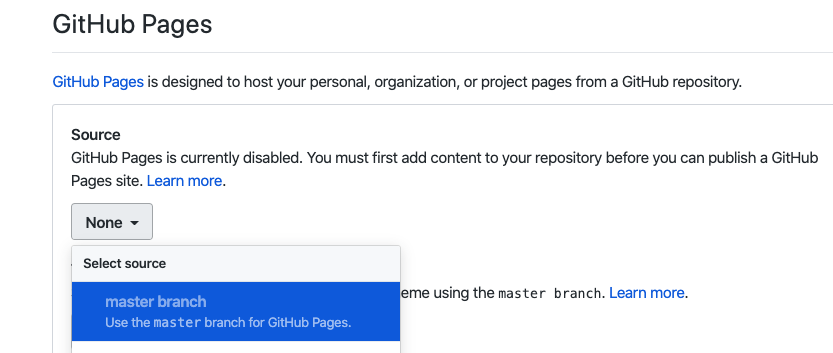 GitHub Pages
GitHub Pages is designed to host your personal, organization, or project pages from a GitHub repository.
Source
GitHub Pages is currently disabled. You must first add content to your repository before you can publish a GitHub
Pages site. Learn more.
None
Select source
eme using the master branch. Learn more.
master branch
Use the master branch for GitHub Pages.